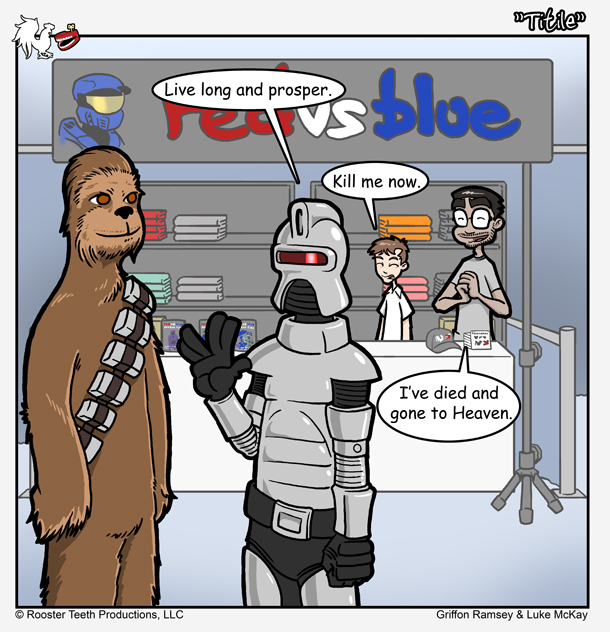 "Titile"
Live long and prosper.
red vs blue
Kill me now.
I've died and
gone to Heaven.
© Rooster Teeth Productions, LLC
Griffon Ramsey & Luke McKay